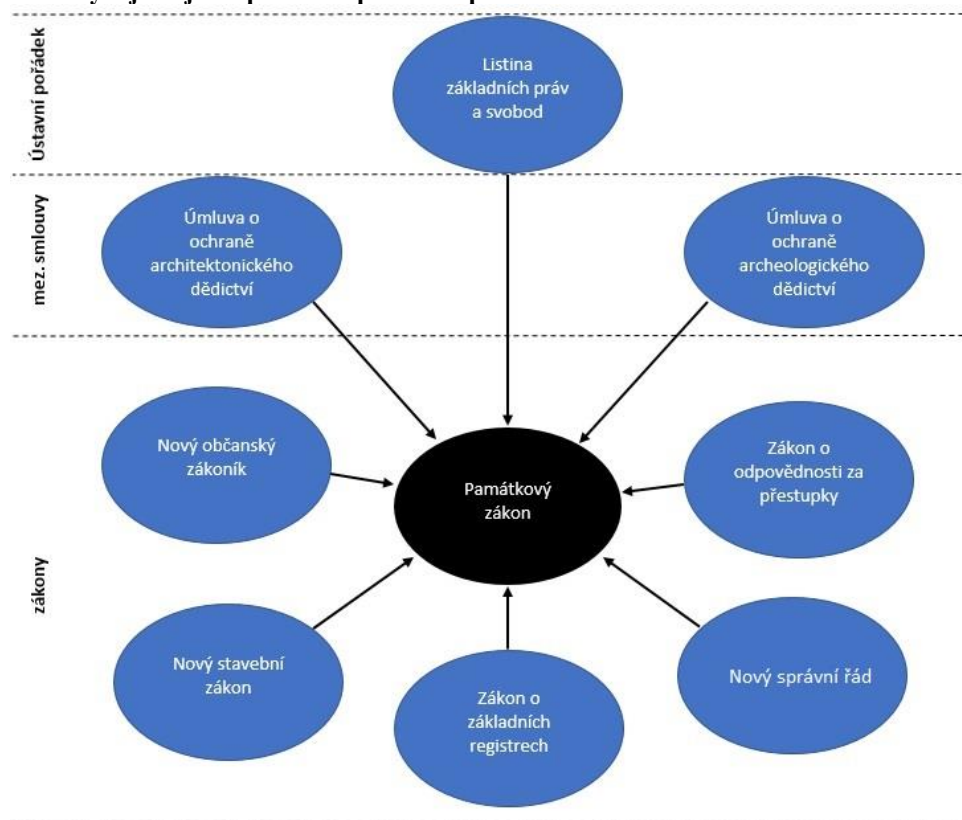 Ústavní pořádek
Listina
základních práv
a svobod
mez. smlouvy
Úmluva o
ochraně
architektonického
dědictví
Úmluva o
ochraně
archeologického
dědictví
zákony
Nový občanský
zákoník
Památkový
zákon
Zákon o
odpovědnosti za
přestupky
Nový stavební
zákon
Zákon o
základních
registrech
Nový správní řád